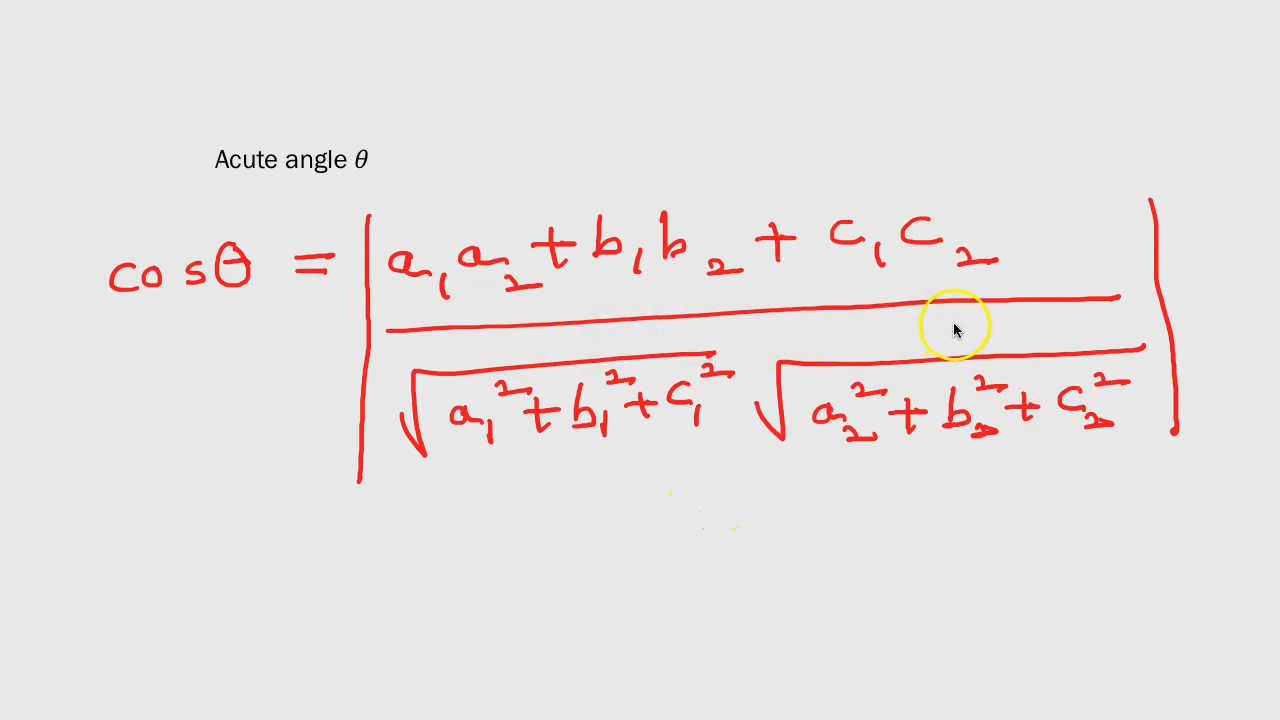 Acute angle θ
cosθ = | a₁a₂ + b₁b₂ + c₁c₂ |
√a₁² + b₁² + c₁² √a₂² + b₂² + c₂²